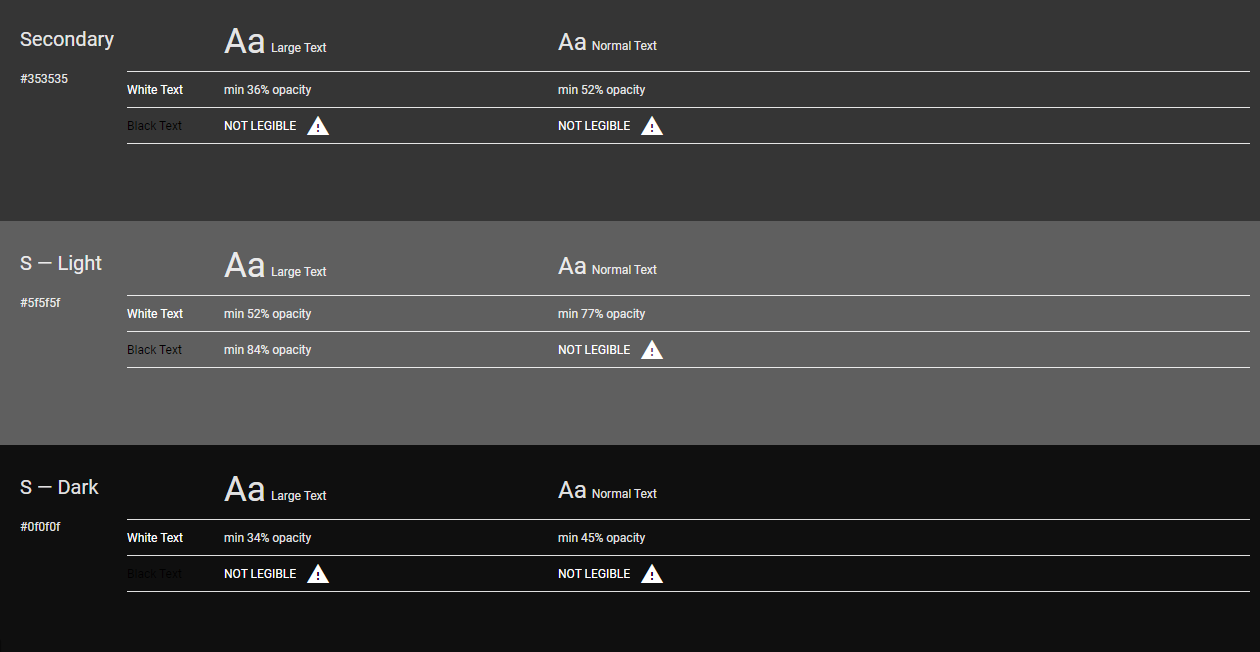 Secondary
Aa Large Text
Aa Normal Text
#353535
White Text min 36% opacity min 52% opacity
Black Text NOT LEGIBLE NOT LEGIBLE
S — Light
Aa Large Text
Aa Normal Text
#5f5f5f
White Text min 52% opacity min 77% opacity
Black Text min 84% opacity NOT LEGIBLE
S — Dark
Aa Large Text
Aa Normal Text
#0f0f0f
White Text min 34% opacity min 45% opacity
Black Text NOT LEGIBLE NOT LEGIBLE